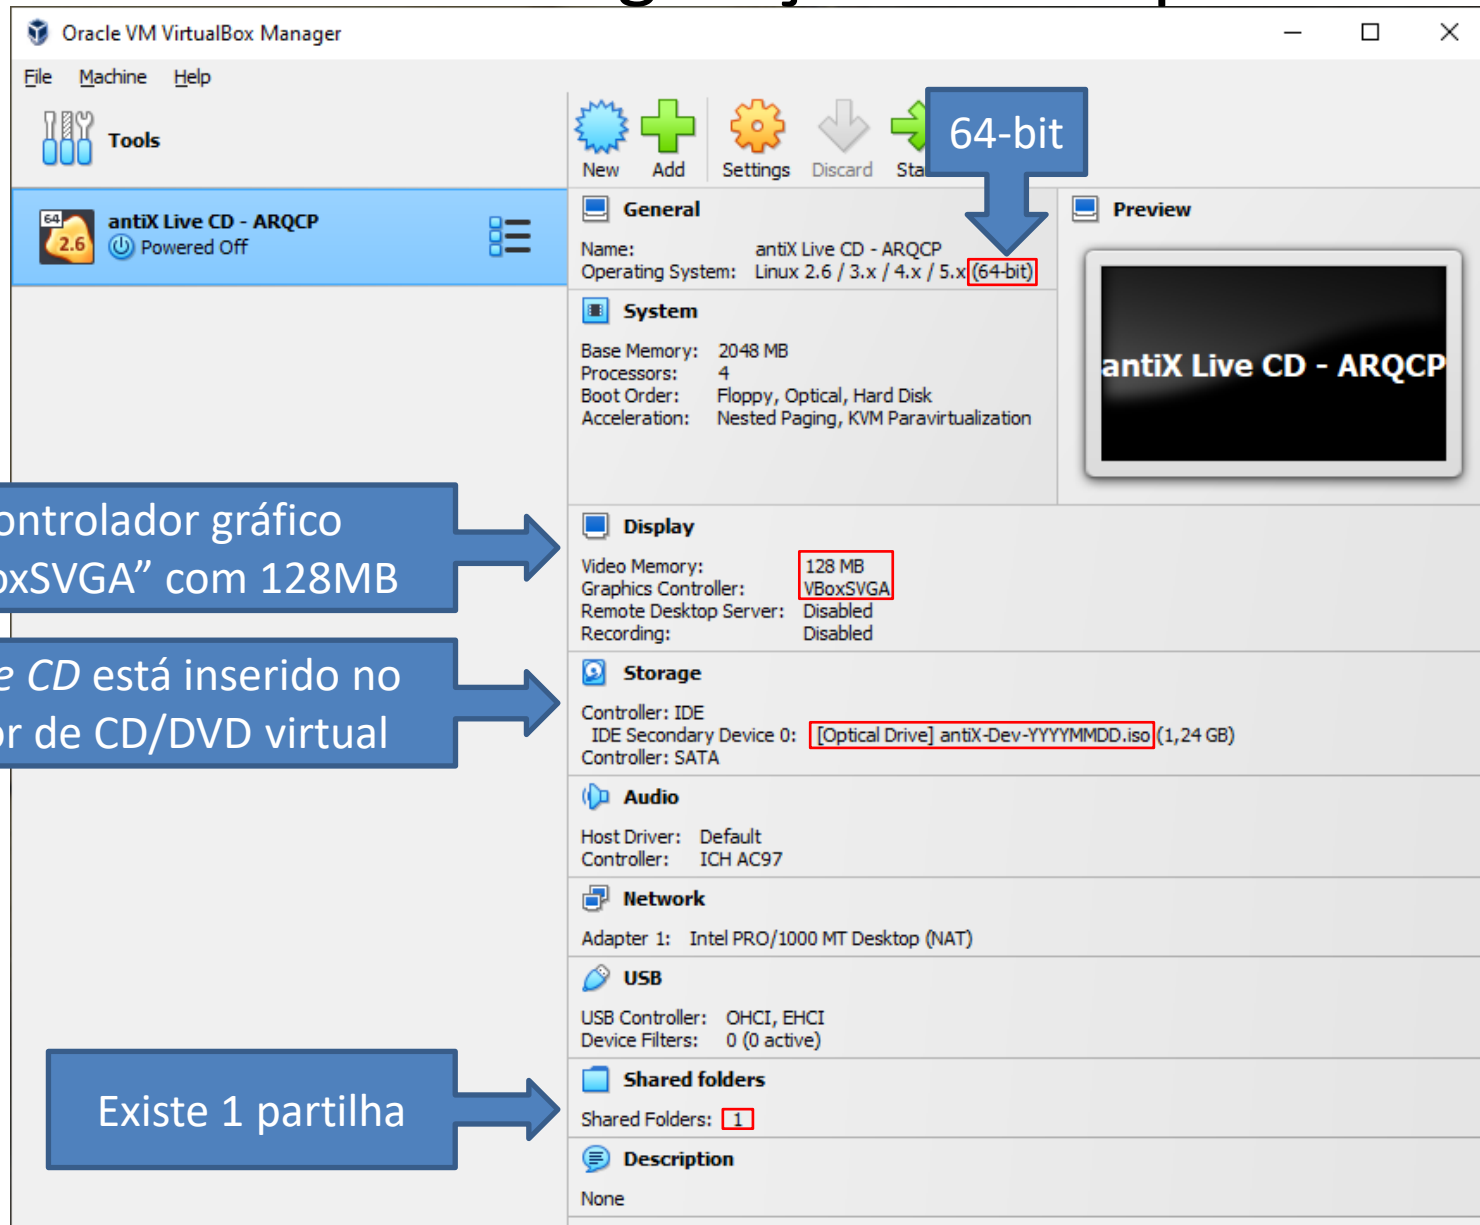 Oracle VM VirtualBox Manager
File Machine Help
Tools
New Add Settings Discard
64-bit
antiX Live CD - ARQCP
Powered Off
64
2.6
General
Name: antiX Live CD - ARQCP
Operating System: Linux 2.6 / 3.x / 4.x / 5.x (64-bit)
Preview
antiX Live CD - ARQCP
System
Base Memory: 2048 MB
Processors: 4
Boot Order: Floppy, Optical, Hard Disk
Acceleration: Nested Paging, KVM Paravirtualization
ontrolador gráfico
oxSVGA” com 128MB
Display
Video Memory: 128 MB
Graphics Controller: VBoxSVGA
Remote Desktop Server: Disabled
Recording: Disabled
e CD está inserido no
or de CD/DVD virtual
Storage
Controller: IDE
IDE Secondary Device 0: [Optical Drive] antiX-Dev-YYYYMMDD.iso (1,24 GB)
Controller: SATA
Audio
Host Driver: Default
Controller: ICH AC97
Network
Adapter 1: Intel PRO/1000 MT Desktop (NAT)
USB
USB Controller: OHCI, EHCI
Device Filters: 0 (0 active)
Existe 1 partilha
Shared folders
Shared Folders: 1
Description
None